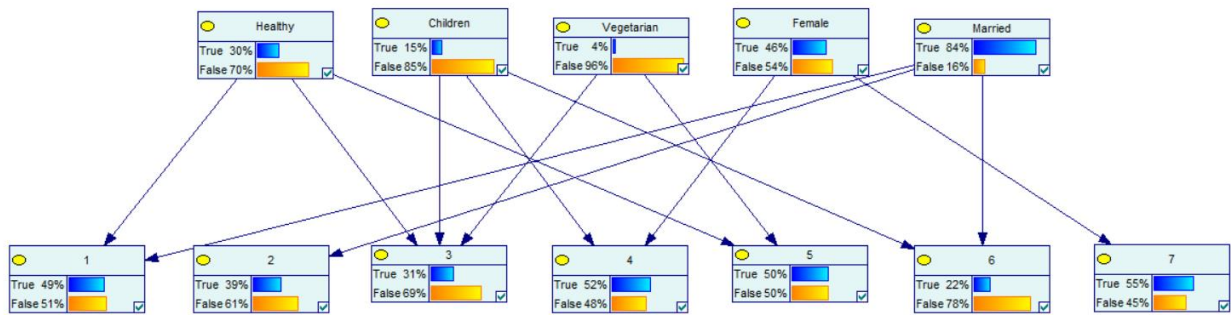 Healthy
True 30%
False 70%
Children
True 15%
False 85%
Vegetarian
True 4%
False 96%
Female
True 46%
False 54%
Married
True 84%
False 16%
1
True 49%
False 51%
2
True 39%
False 61%
3
True 31%
False 69%
4
True 52%
False 48%
5
True 50%
False 50%
6
True 22%
False 78%
7
True 55%
False 45%